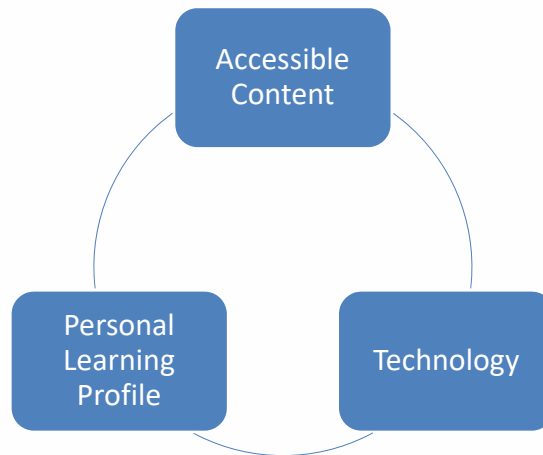 Accessible
Content
Personal
Learning
Profile
Technology